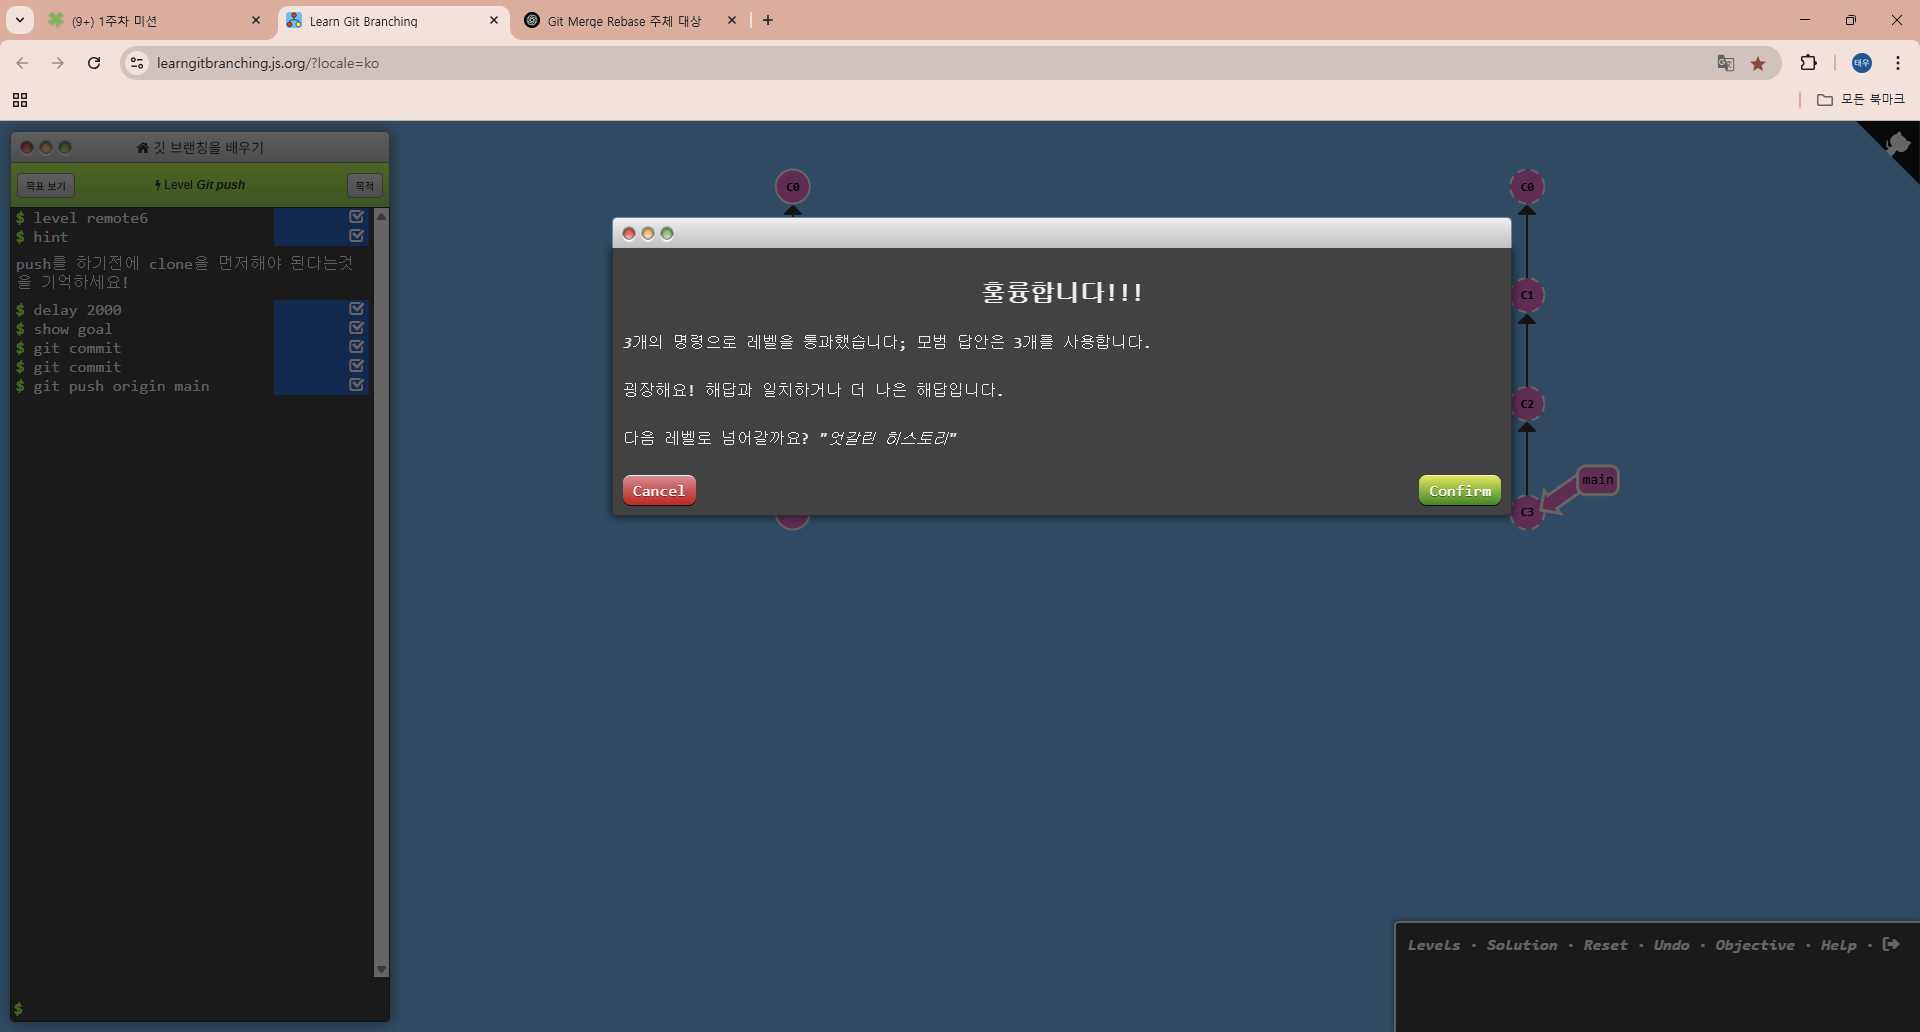 (9+) 1주차 미션
Learn Git Branching
Git Merge Rebase 주체 대상
learngitbranching.js.org/?locale=ko
태우
모든 북마크
깃 브랜칭을 배우기
목표 보기
Level Git push
목적
$ level remote6
$ hint
push를 하기전에 clone을 먼저해야 된다는것
을 기억하세요!
$ delay 2000
$ show goal
$ git commit
$ git commit
$ git push origin main
$
C0
C0
C1
C2
C3
main
훌륭합니다!!!
3개의 명령으로 레벨을 통과했습니다; 모범 답안은 3개를 사용합니다.
굉장해요! 해답과 일치하거나 더 나은 해답입니다.
다음 레벨로 넘어갈까요? "엇갈린 히스토리"
Cancel
Confirm
Levels · Solution · Reset · Undo · Objective · Help ·